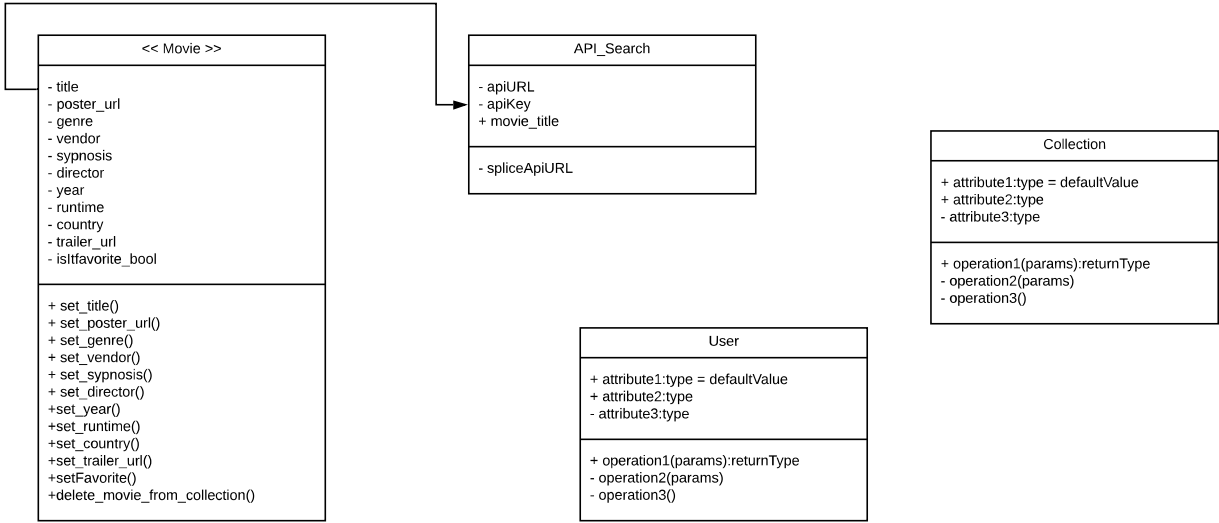 << Movie >>
- title
- poster_url
- genre
- vendor
- sypnosis
- director
- year
- runtime
- country
- trailer_url
- isItfavorite_bool
+ set_title()
+ set_poster_url()
+ set_genre()
+ set_vendor()
+ set_sypnosis()
+ set_director()
+set_year()
+set_runtime()
+set_country()
+set_trailer_url()
+setFavorite()
+delete_movie_from_collection()
API_Search
- apiURL
- apiKey
+ movie_title
- spliceApiURL
User
+ attribute1:type = defaultValue
+ attribute2:type
- attribute3:type
+ operation1(params):returnType
- operation2(params)
- operation3()
Collection
+ attribute1:type = defaultValue
+ attribute2:type
- attribute3:type
+ operation1(params):returnType
- operation2(params)
- operation3()